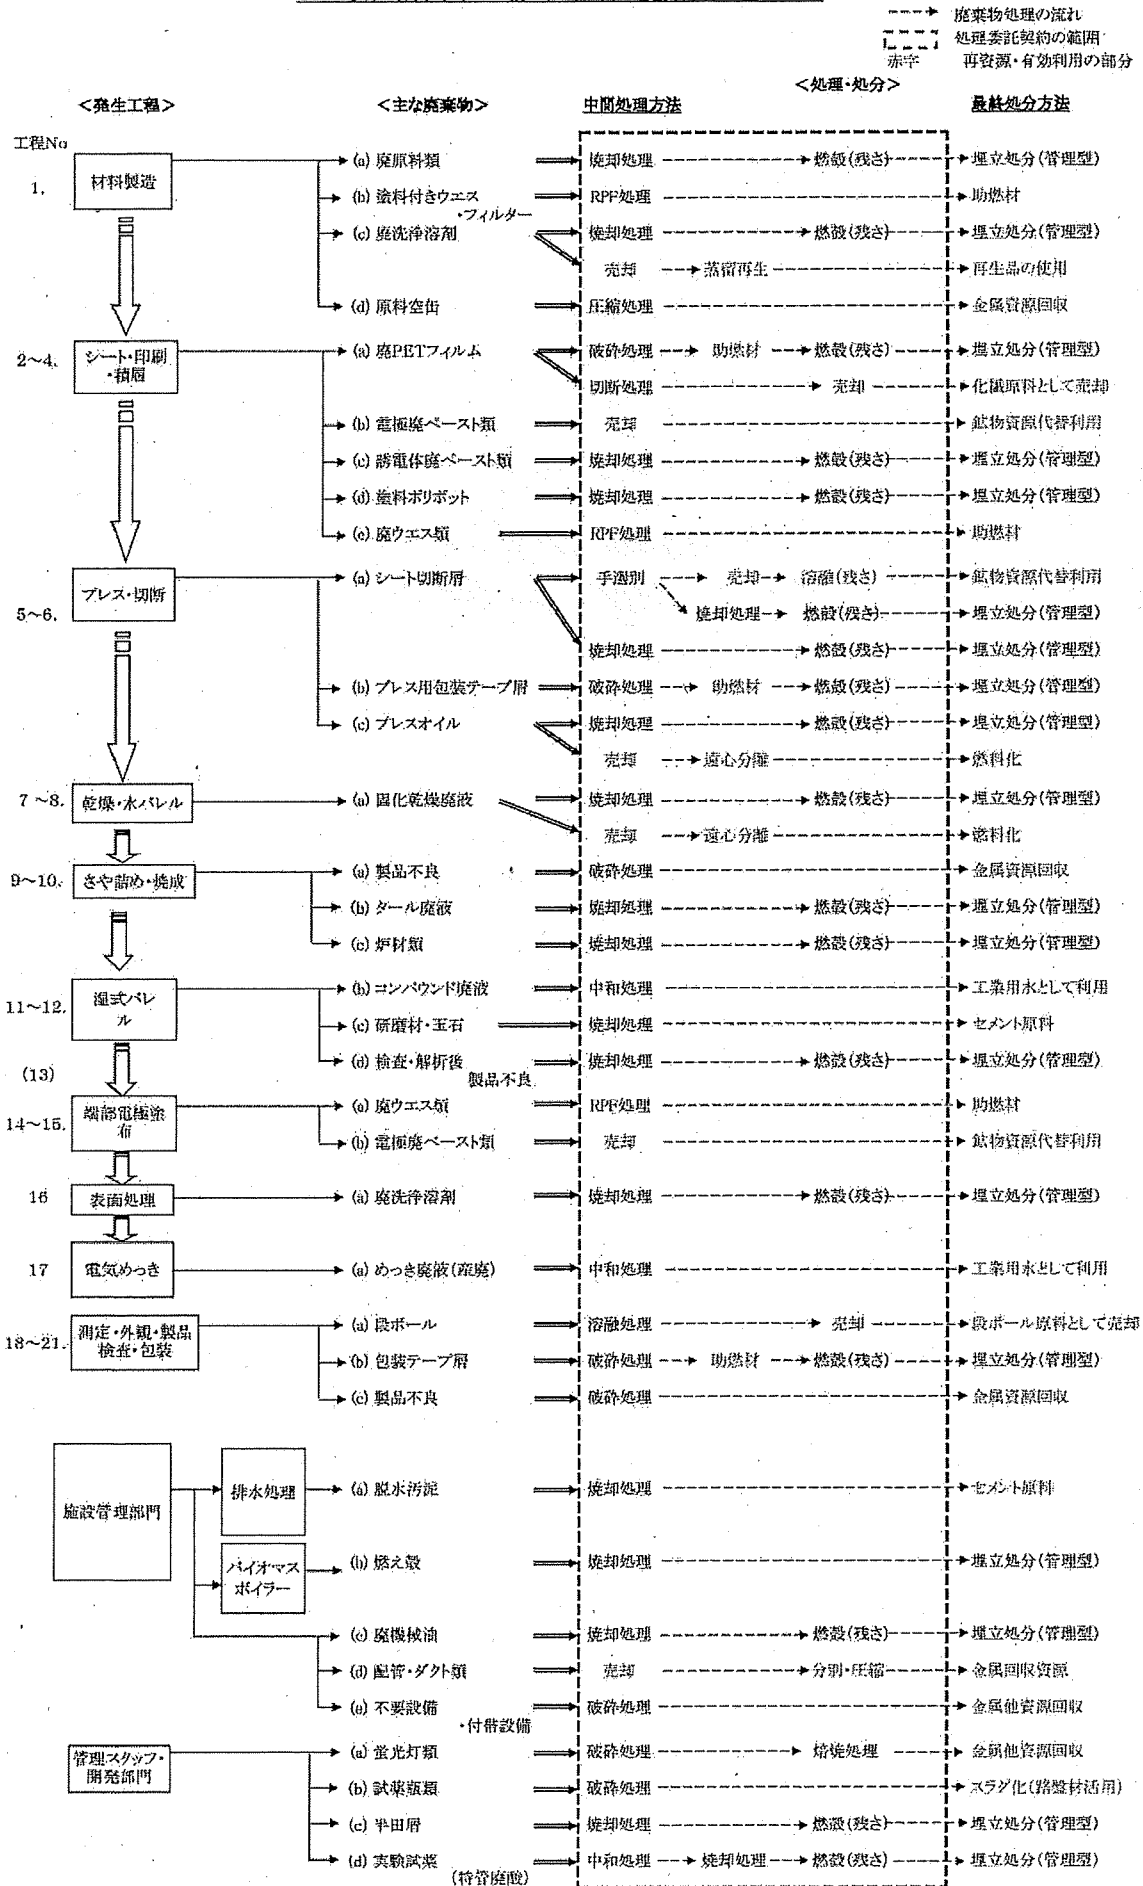 廃棄物処理の流れ
処理委託契約の範囲
赤字 再資源・有効利用の部分
<処理・処分>
<発生工程> <主な廃棄物> 中間処理方法 最終処分方法
工程No
1. 材料製造 (a) 廃原料類 焼却処理 燃殻(残さ) 埋立処分(管理型)
(b) 塗料付きウエス RPF処理 助燃材
・フィルター
(c) 廃洗浄溶剤 焼却処理 燃殻(残さ) 埋立処分(管理型)
売却 蒸留再生 再生品の使用
(d) 原料空缶 圧縮処理 金属資源回収
2～4. シート・印刷 (a) 廃PETフィルム 破砕処理 助燃材 燃殻(残さ) 埋立処分(管理型)
・積層
切断処理 売却 化繊原料として売却
(b) 電極廃ペースト類 売却 鉱物資源代替利用
(c) 誘電体廃ペースト類 焼却処理 燃殻(残さ) 埋立処分(管理型)
(d) 塗料ポリポット 焼却処理 燃殻(残さ) 埋立処分(管理型)
(e) 廃ウエス類 RPF処理 助燃材
5～6. プレス・切断 (a) シート切断屑 手選別 売却 溶融(残さ) 鉱物資源代替利用
焼却処理 燃殻(残さ) 埋立処分(管理型)
焼却処理 燃殻(残さ) 埋立処分(管理型)
(b) プレス用包装テープ屑 破砕処理 助燃材 燃殻(残さ) 埋立処分(管理型)
(c) プレスオイル 焼却処理 燃殻(残さ) 埋立処分(管理型)
売却 遠心分離 燃料化
7～8. 乾燥・水バレル (a) 固化乾燥廃液 焼却処理 燃殻(残さ) 埋立処分(管理型)
売却 遠心分離 燃料化
9～10. さや詰め・焼成 (a) 製品不良 破砕処理 金属資源回収
(b) タール廃液 焼却処理 燃殻(残さ) 埋立処分(管理型)
(c) 炉材類 焼却処理 燃殻(残さ) 埋立処分(管理型)
11～12. 湿式バレル (b) コンパウンド廃液 中和処理 工業用水として利用
(c) 研磨材・玉石 焼却処理 セメント原料
(d) 検査・解析後 焼却処理 燃殻(残さ) 埋立処分(管理型)
製品不良
(13)
14～15. 端部電極塗布 (a) 廃ウエス類 RPF処理 助燃材
(b) 電極廃ペースト類 売却 鉱物資源代替利用
16 表面処理 (a) 廃洗浄溶剤 焼却処理 燃殻(残さ) 埋立処分(管理型)
17 電気めっき (a) めっき廃液(産廃) 中和処理 工業用水として利用
18～21. 測定・外観・製品 (a) 段ボール 溶融処理 売却 段ボール原料として売却
検査・包装
(b) 包装テープ屑 破砕処理 助燃材 燃殻(残さ) 埋立処分(管理型)
(c) 製品不良 破砕処理 金属資源回収
施設管理部門 排水処理 (a) 脱水汚泥 焼却処理 セメント原料
バイオマス (b) 燃え殻 焼却処理 埋立処分(管理型)
ボイラー
(c) 廃機械油 焼却処理 燃殻(残さ) 埋立処分(管理型)
(d) 配管・ダクト類 売却 分別・圧縮 金属回収資源
(e) 不要設備 破砕処理 金属他資源回収
・付帯設備
管理スタッフ・ (a) 蛍光灯類 破砕処理 焙焼処理 金属他資源回収
開発部門
(b) 試薬瓶類 破砕処理 スラグ化(路盤材活用)
(c) 半田屑 焼却処理 燃殻(残さ) 埋立処分(管理型)
(d) 実験試薬 中和処理 焼却処理 燃殻(残さ) 埋立処分(管理型)
(特管廃酸)